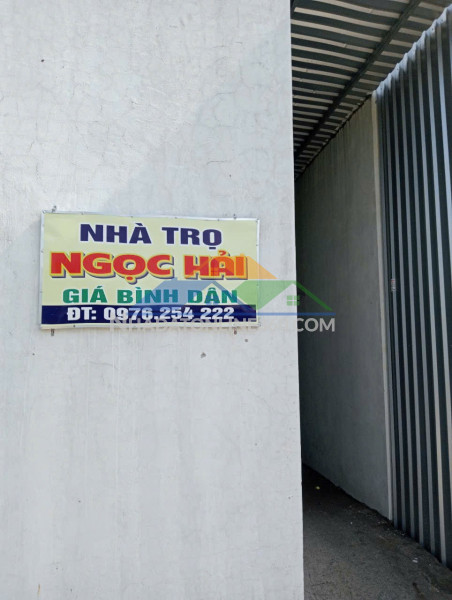 NHÀ TRỌ
NGỌC HẢI
GIÁ BÌNH DÂN
ĐT: 0976.254.222